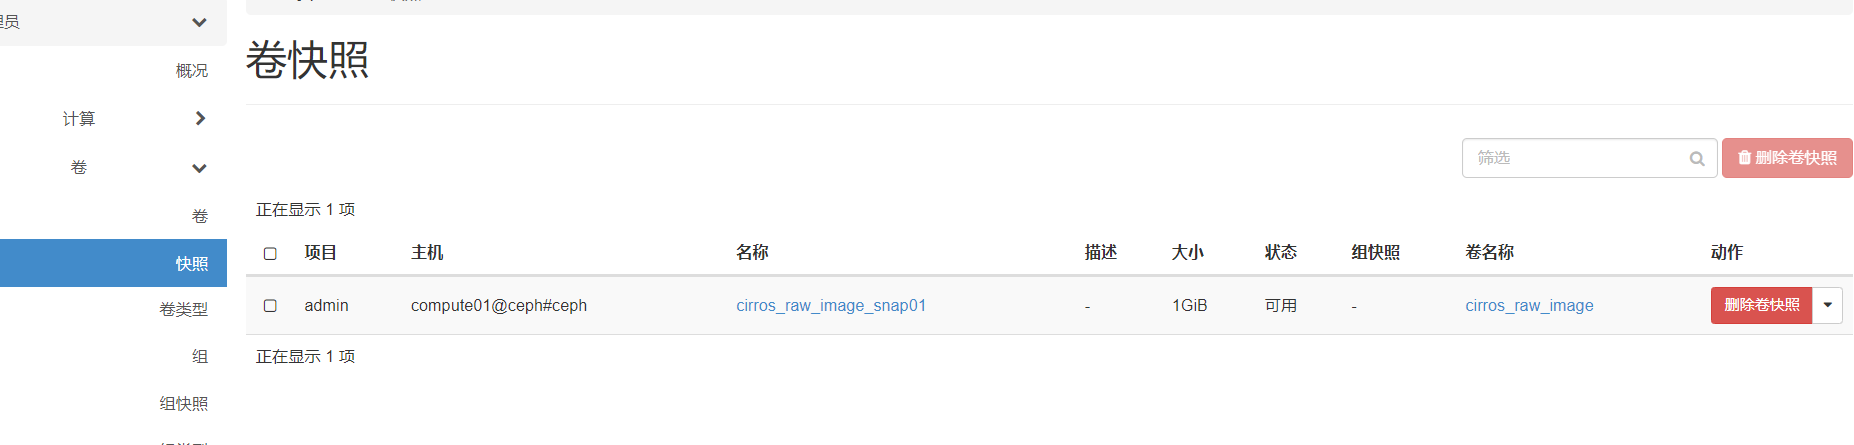 理员
概况
计算
卷
卷
快照
卷类型
组
组快照
卷快照
筛选
删除卷快照
正在显示 1 项
项目 主机 名称 描述 大小 状态 组快照 卷名称 动作
admin compute01@ceph#ceph cirros_raw_image_snap01 - 1GiB 可用 - cirros_raw_image 删除卷快照
正在显示 1 项